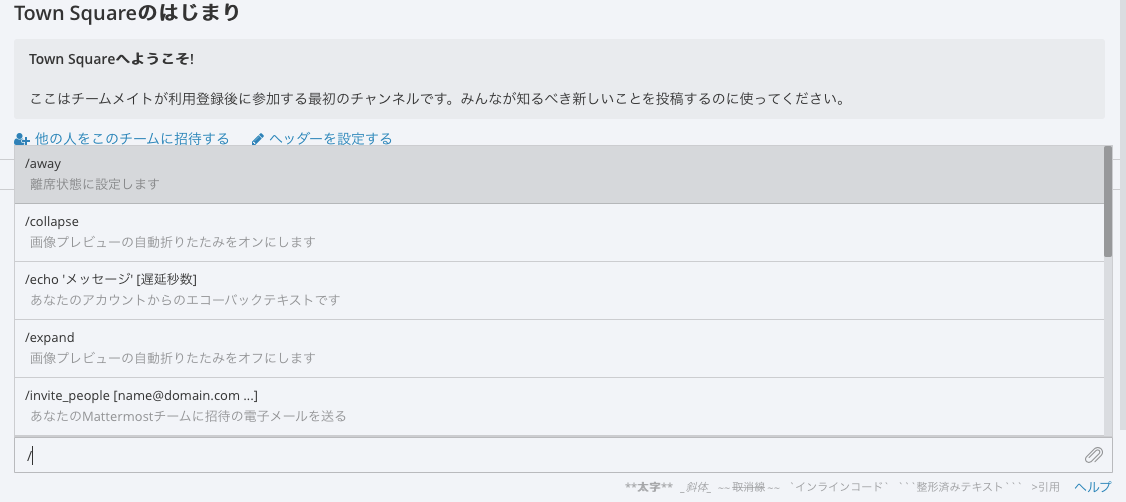 Town Squareのはじまり
Town Squareへようこそ!
ここはチームメイトが利用登録後に参加する最初のチャンネルです。みんなが知るべき新しいことを投稿するのに使ってください。
他の人をこのチームに招待する ヘッダーを設定する
/away
離席状態に設定します
/collapse
画像プレビューの自動折りたたみをオンにします
/echo 'メッセージ' [遅延秒数]
あなたのアカウントからのエコーバックテキストです
/expand
画像プレビューの自動折りたたみをオフにします
/invite_people [name@domain.com ...]
あなたのMattermostチームに招待の電子メールを送る
/
**太字** _斜体_ ~~取消線~~ `インラインコード` ```整形済みテキスト``` >引用 ヘルプ